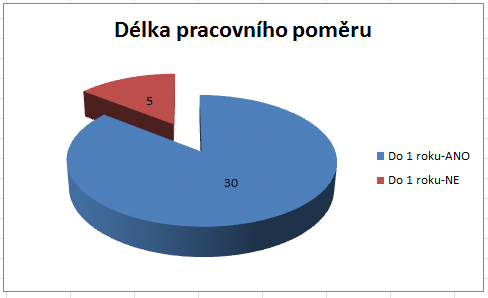 Délka pracovního poměru
5
30
Do 1 roku-ANO
Do 1 roku-NE